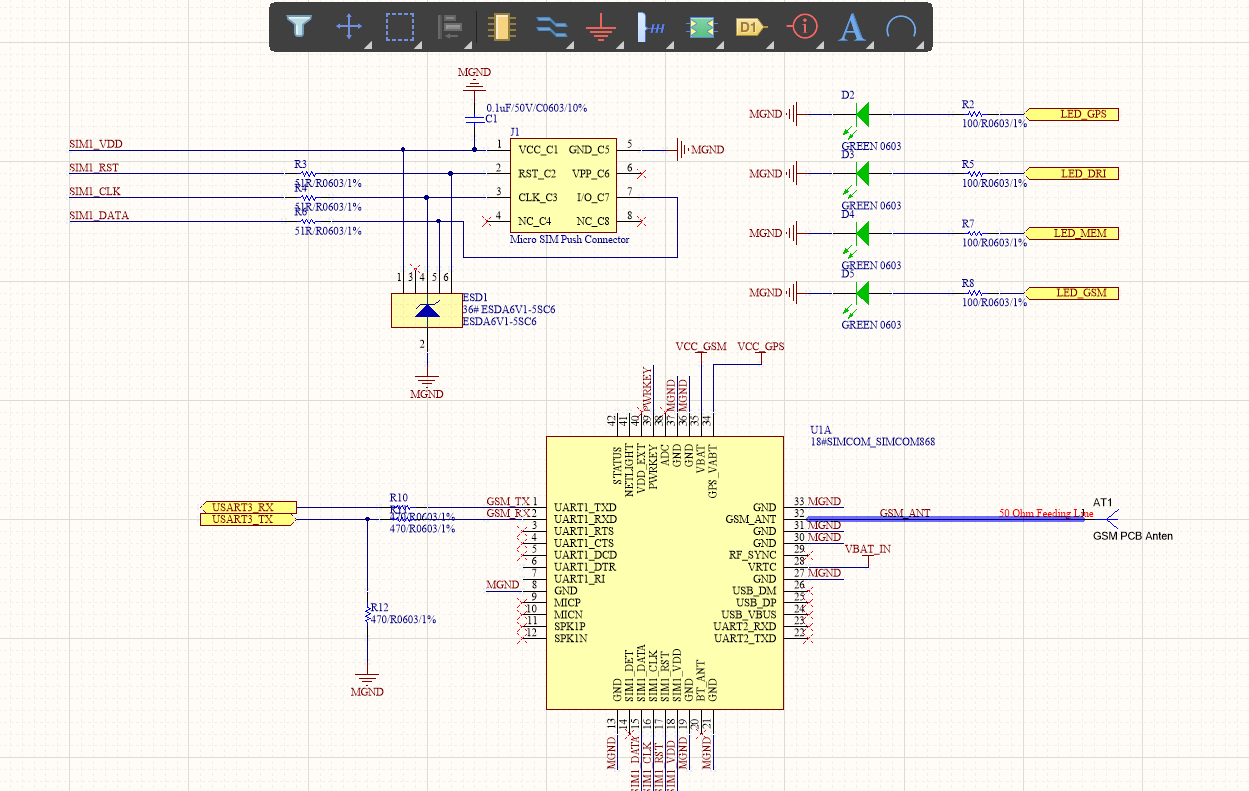 D1
MGND
0.1uF/50V/C0603/10%
C1
J1
SIM1_VDD
SIM1_RST
SIM1_CLK
SIM1_DATA
R3
51R/R0603/1%
R4
51R/R0603/1%
R6
51R/R0603/1%
1 VCC_C1 GND_C5 5 MGND
2 RST_C2 VPP_C6 6
3 CLK_C3 I/O_C7 7
4 NC_C4 NC_C8 8
Micro SIM Push Connector
1 3 4 5 6
ESD1
36# ESDA6V1-5SC6
ESDA6V1-5SC6
2
MGND
D2
MGND
GREEN 0603
R2
100/R0603/1%
LED_GPS
D3
MGND
GREEN 0603
R5
100/R0603/1%
LED_DRI
D4
MGND
GREEN 0603
R7
100/R0603/1%
LED_MEM
D5
MGND
GREEN 0603
R8
100/R0603/1%
LED_GSM
VCC_GSM VCC_GPS
PWRKEY
MGND
MGND
42 41 40 39 38 37 36 35 34
STATUS
NETLIGHT
VDD_EXT
PWRKEY
ADC
GND
GND
VBAT
GPS_VABT
U1A
18#SIMCOM_SIMCOM868
USART3_RX
USART3_TX
R10
470/R0603/1%
470/R0603/1%
R12
470/R0603/1%
MGND
GSM_TX 1 UART1_TXD
GSM_RX 2 UART1_RXD
3 UART1_RTS
4 UART1_CTS
5 UART1_DCD
6 UART1_DTR
7 UART1_RI
MGND 8 GND
9 MICP
10 MICN
11 SPK1P
12 SPK1N
GND 33 MGND
GSM_ANT 32 GSM_ANT
GND 31 MGND
GND 30 MGND
RF_SYNC 29
VRTC 28 VBAT_IN
GND 27 MGND
USB_DM 26
USB_DP 25
USB_VBUS 24
UART2_RXD 23
UART2_TXD 22
50 Ohm Feeding Line
AT1
GSM PCB Anten
GND
SIM1_DET
SIM1_DATA
SIM1_CLK
SIM1_RST
SIM1_VDD
GND
BT_ANT
GND
13 14 15 16 17 18 19 20 21
MGND
SIM1_DATA
SIM1_CLK
SIM1_RST
SIM1_VDD
MGND
MGND